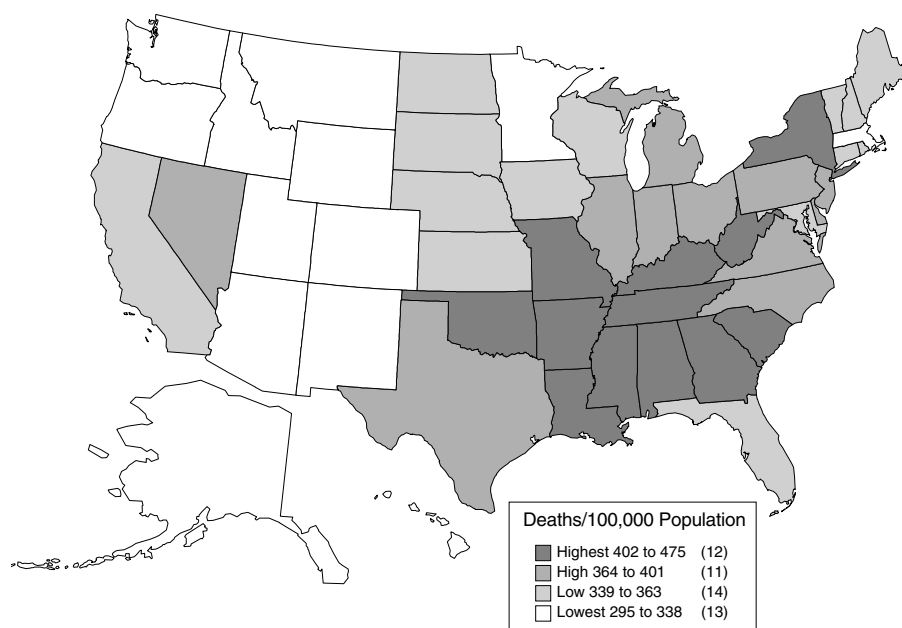 Deaths/100,000 Population
Highest 402 to 475 (12)
High 364 to 401 (11)
Low 339 to 363 (14)
Lowest 295 to 338 (13)